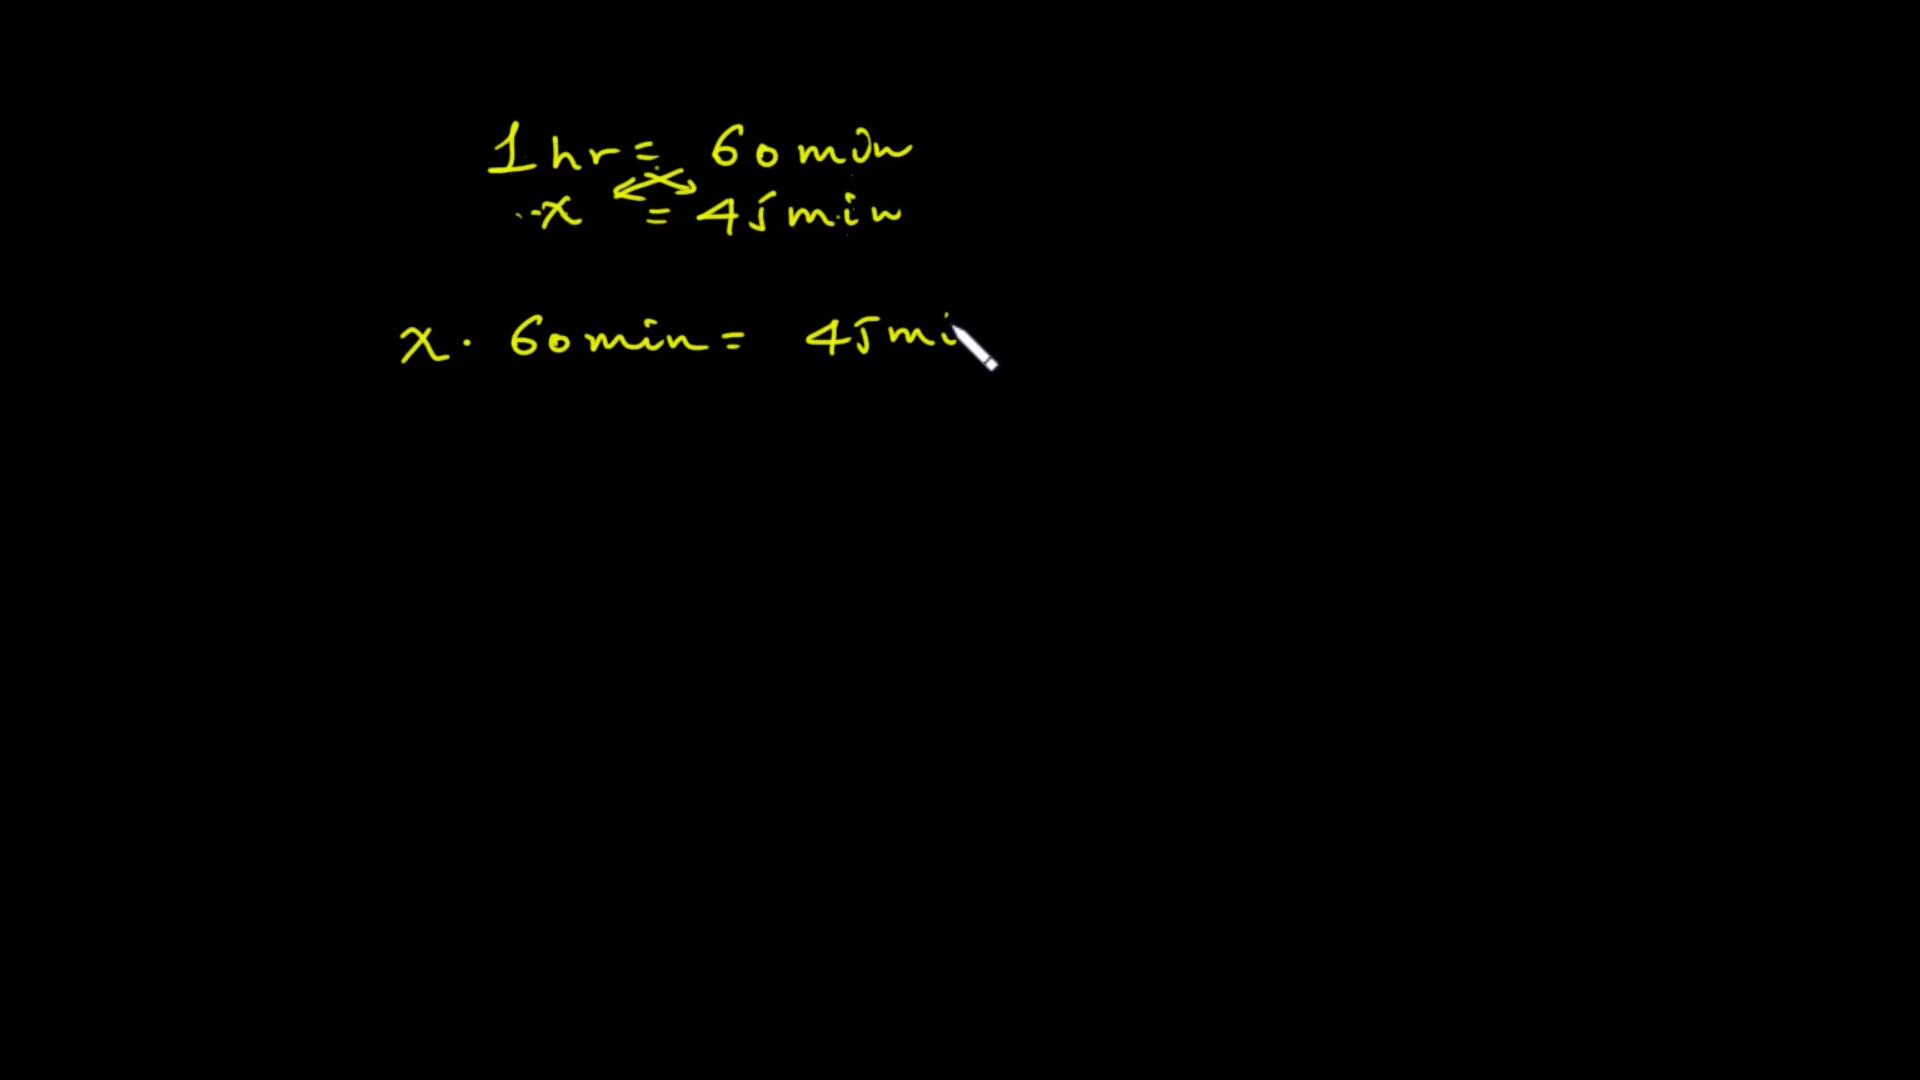 1 hr = 60 min
x = 45 min
x · 60 min = 45 mi